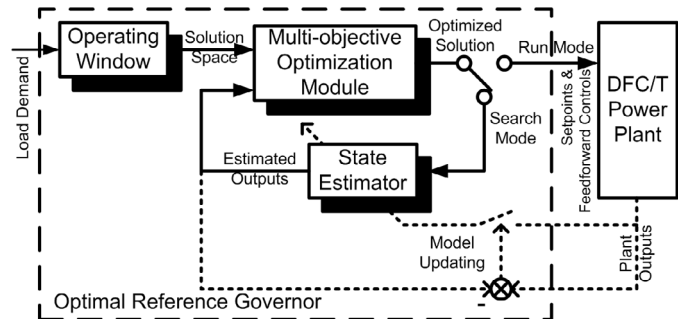 Load Demand
Operating
Window
Solution
Space
Multi-objective
Optimization
Module
Optimized
Solution
Run Mode
Search
Mode
Setpoints &
Feedforward Controls
DFC/T
Power
Plant
Estimated
Outputs
State
Estimator
Model
Updating
Plant
Outputs
-
Optimal Reference Governor